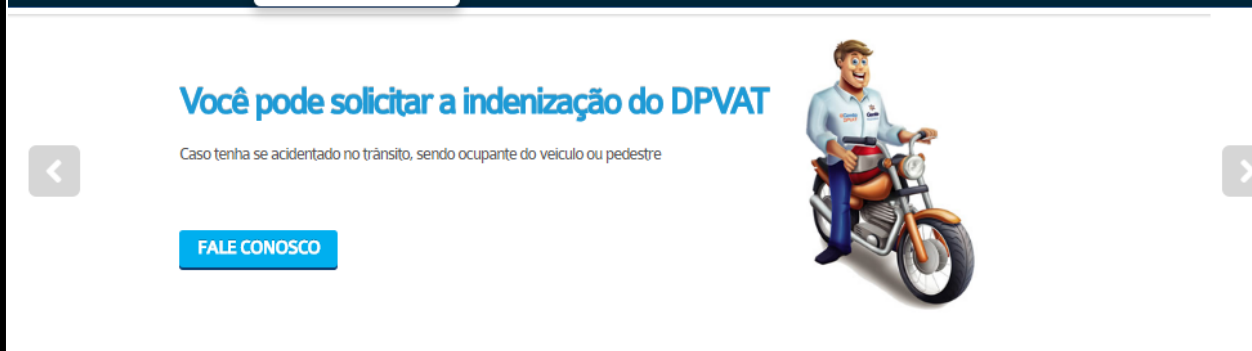 Você pode solicitar a indenização do DPVAT
Caso tenha se acidentado no trânsito, sendo ocupante do veiculo ou pedestre
FALE CONOSCO